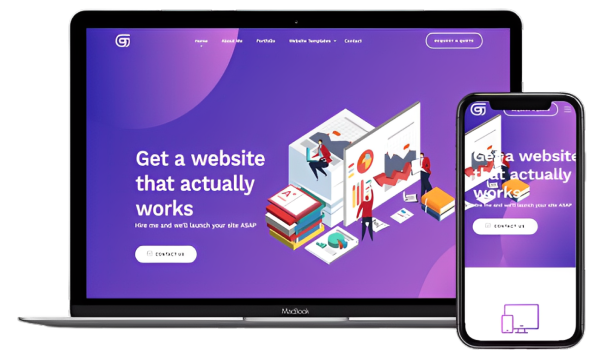 Home About Me Portfolio Website Templates Contact REQUEST A QUOTE
Get a website
that actually
works
Hire me and we'll launch your site ASAP
CONTACT US
A+
MacBook
Get a website
that actually
works
Hire me and we'll launch your site ASAP
CONTACT US